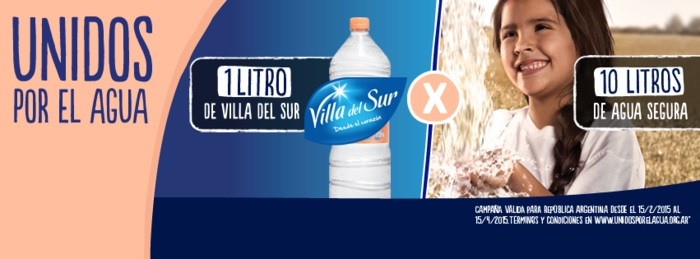 UNIDOS
POR EL AGUA
1 LITRO
DE VILLA DEL SUR
Villa del Sur
Desde el corazón
X
10 LITROS
DE AGUA SEGURA
CAMPAÑA VÁLIDA PARA REPÚBLICA ARGENTINA DESDE EL 15/2/2015 AL
15/4/2015. TÉRMINOS Y CONDICIONES EN WWW.UNIDOSPORELAGUA.ORG.AR"